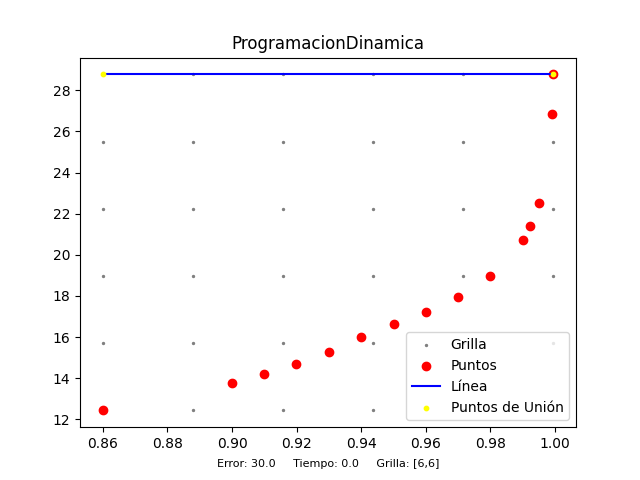 ProgramacionDinamica
28
26
24
22
20
18
16
14
12
Grilla
Puntos
Línea
Puntos de Unión
0.86 0.88 0.90 0.92 0.94 0.96 0.98 1.00
Error: 30.0 Tiempo: 0.0 Grilla: [6,6]